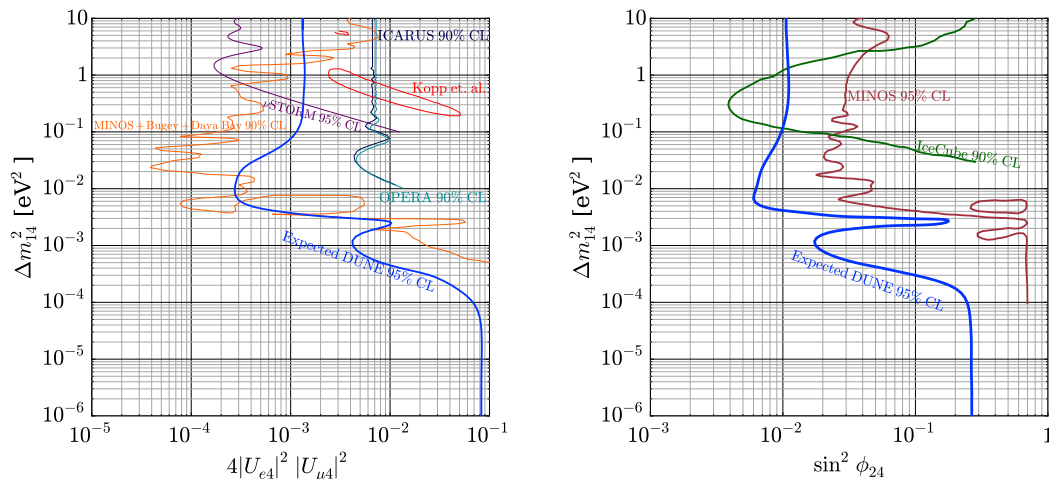 10
1
10⁻¹
10⁻²
10⁻³
10⁻⁴
10⁻⁵
10⁻⁶
Δm²₁₄ [eV²]
ICARUS 90% CL
Kopp et. al.
νSTORM 95% CL
MINOS+Bugey+Daya Bay 90% CL
OPERA 90% CL
Expected DUNE 95% CL
10⁻⁵ 10⁻⁴ 10⁻³ 10⁻² 10⁻¹
4|U_{e4}|² |U_{μ4}|²
10
1
10⁻¹
10⁻²
10⁻³
10⁻⁴
10⁻⁵
10⁻⁶
Δm²₁₄ [eV²]
MINOS 95% CL
IceCube 90% CL
Expected DUNE 95% CL
10⁻³ 10⁻² 10⁻¹ 1
sin² ϕ₂₄